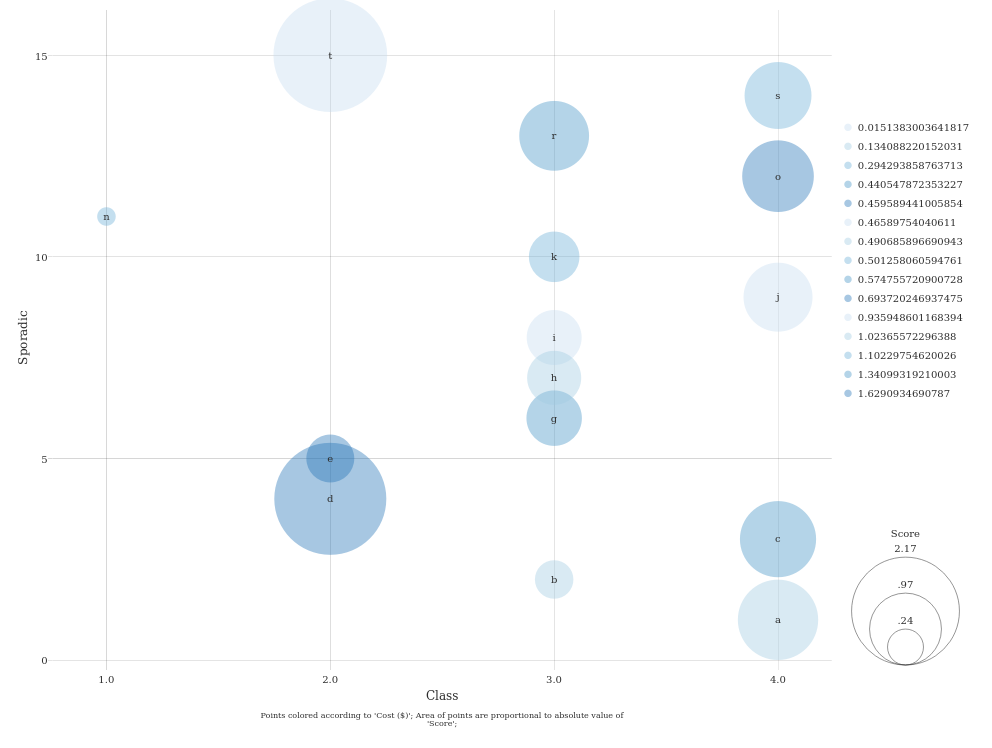 t
s
r
o
n
k
j
i
h
g
e
d
c
b
a
15
10
5
0
Sporadic
1.0
2.0
3.0
4.0
Class
Points colored according to 'Cost ($)'; Area of points are proportional to absolute value of
'Score';
0.0151383003641817
0.134088220152031
0.294293858763713
0.440547872353227
0.459589441005854
0.46589754040611
0.490685896690943
0.501258060594761
0.574755720900728
0.693720246937475
0.935948601168394
1.02365572296388
1.10229754620026
1.34099319210003
1.6290934690787
Score
2.17
.97
.24